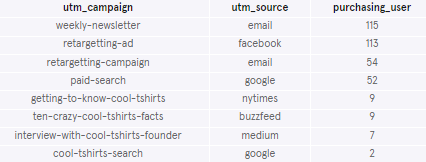 utm_campaign utm_source purchasing_user
weekly-newsletter email 115
retargetting-ad facebook 113
retargetting-campaign email 54
paid-search google 52
getting-to-know-cool-tshirts nytimes 9
ten-crazy-cool-tshirts-facts buzzfeed 9
interview-with-cool-tshirts-founder medium 7
cool-tshirts-search google 2